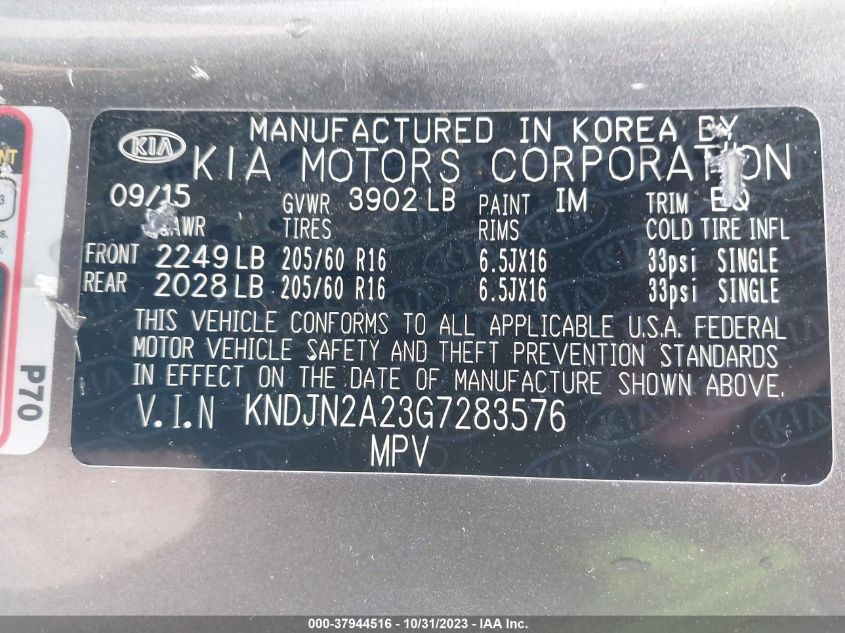 MANUFACTURED IN KOREA BY
KIA KIA MOTORS CORPORATION
09/15 GVWR 3902 LB PAINT IM TRIM EQ
GAWR TIRES RIMS COLD TIRE INFL
FRONT 2249 LB 205/60 R16 6.5JX16 33psi SINGLE
REAR 2028 LB 205/60 R16 6.5JX16 33psi SINGLE
THIS VEHICLE CONFORMS TO ALL APPLICABLE U.S.A. FEDERAL
MOTOR VEHICLE SAFETY AND THEFT PREVENTION STANDARDS
IN EFFECT ON THE DATE OF MANUFACTURE SHOWN ABOVE.
V.I.N KNDJN2A23G7283576
MPV
P70
000-37944516 - 10/31/2023 - IAA Inc.